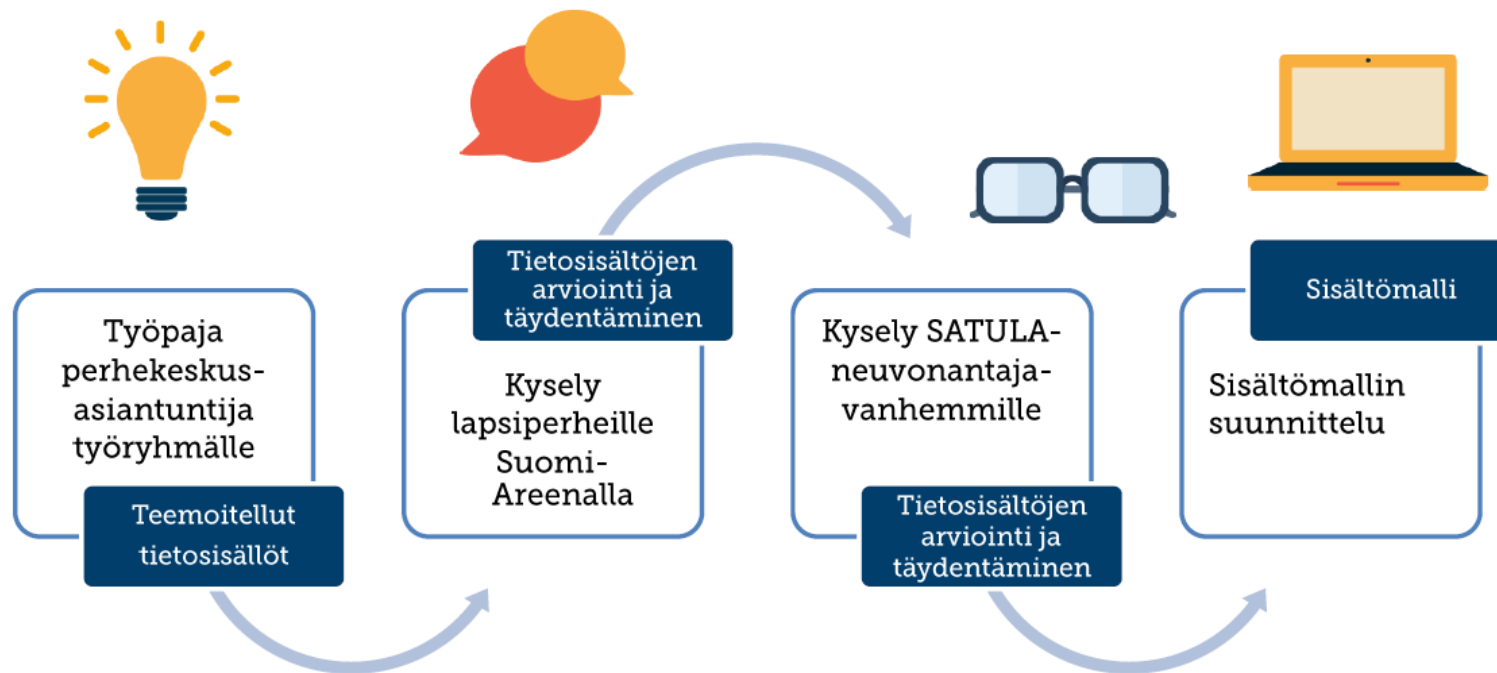 Työpaja
perhekeskus-
asiantuntija
työryhmälle
Teemoitellut
tietosisällöt
Tietosisältöjen
arviointi ja
täydentäminen
Kysely
lapsiperheille
Suomi-
Areenalla
Kysely SATULA-
neuvonantaja-
vanhemmille
Tietosisältöjen
arviointi ja
täydentäminen
Sisältömalli
Sisältömallin
suunnittelu